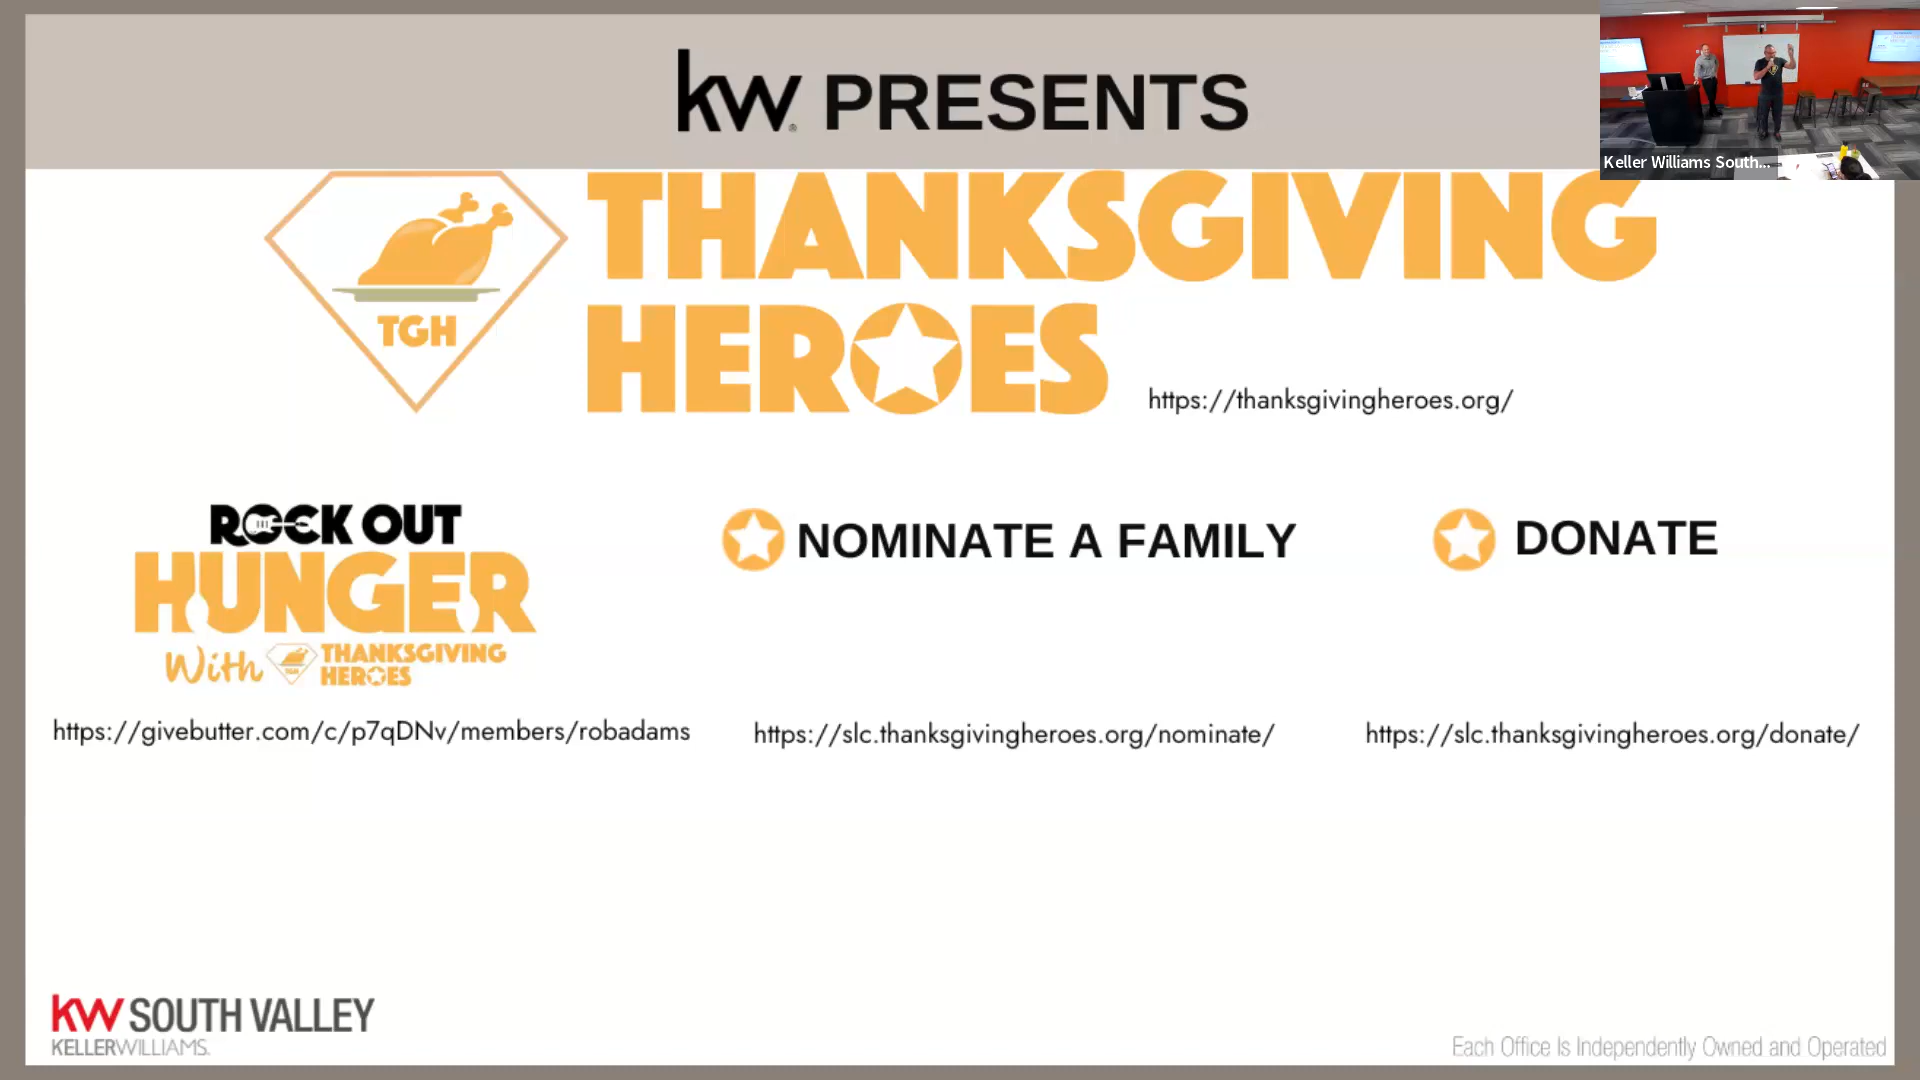 kw PRESENTS
Keller Williams South...
THANKSGIVING
HEROES
TGH
https://thanksgivingheroes.org/
ROCK OUT
HUNGER
With TGH THANKSGIVING
HEROES
NOMINATE A FAMILY
DONATE
https://givebutter.com/c/p7qDNv/members/robadams
https://slc.thanksgivingheroes.org/nominate/
https://slc.thanksgivingheroes.org/donate/
kw SOUTH VALLEY
KELLERWILLIAMS.
Each Office Is Independently Owned and Operated